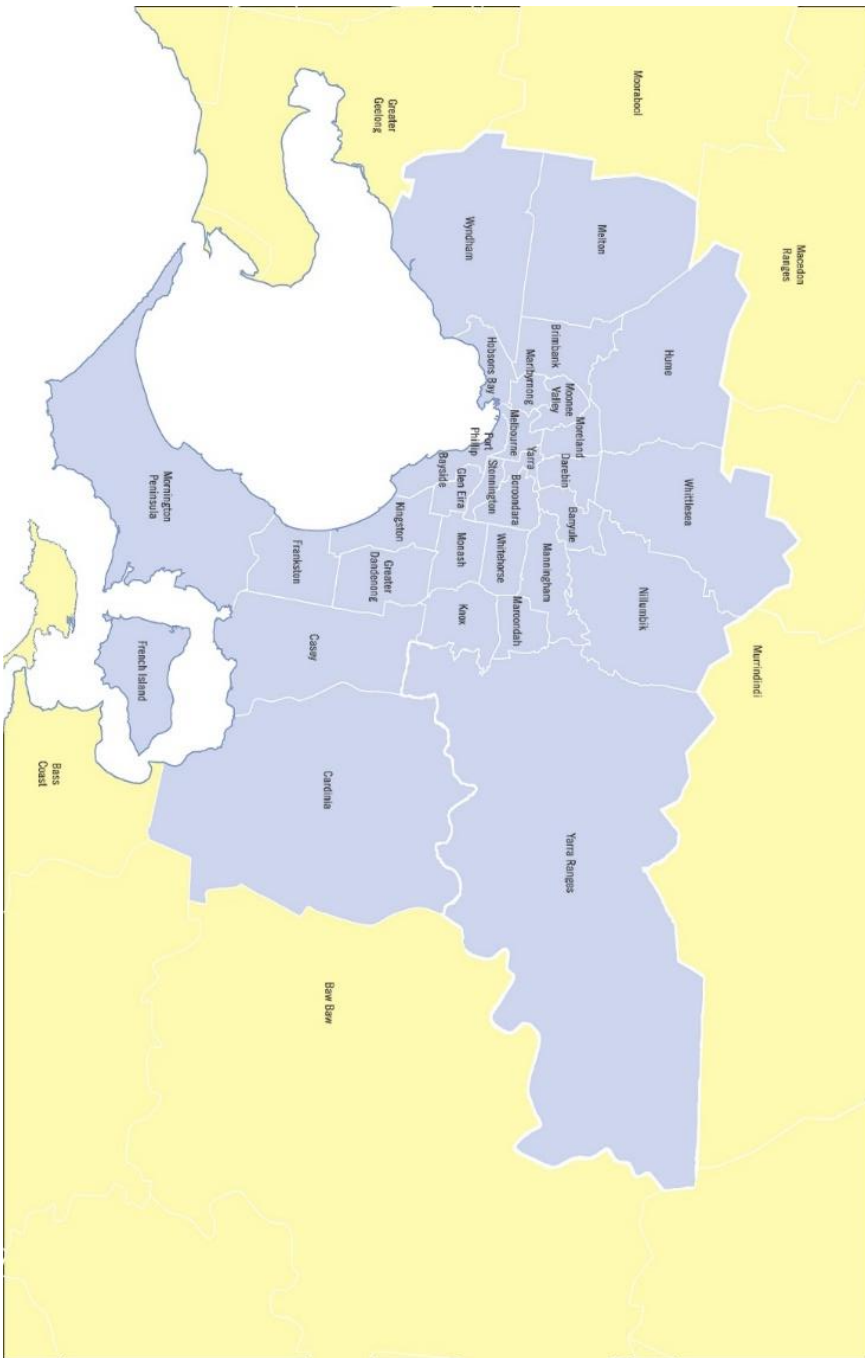 Macedon
Ranges
Murrindindi
Whittlesea
Hume
Nillumbik
Moorabool
Melton
Moreland
Banyule
Darebin
Yarra Ranges
Moonee
Valley
Brimbank
Manningham
Yarra
Maribyrnong
Boroondara
Maroondah
Melbourne
Whitehorse
Stonnington
Hobsons Bay
Port
Phillip
Wyndham
Glen Eira
Monash
Knox
Bayside
Kingston
Greater
Dandenong
Greater
Geelong
Cardinia
Baw Baw
Casey
Frankston
Mornington
Peninsula
French Island
Bass
Coast